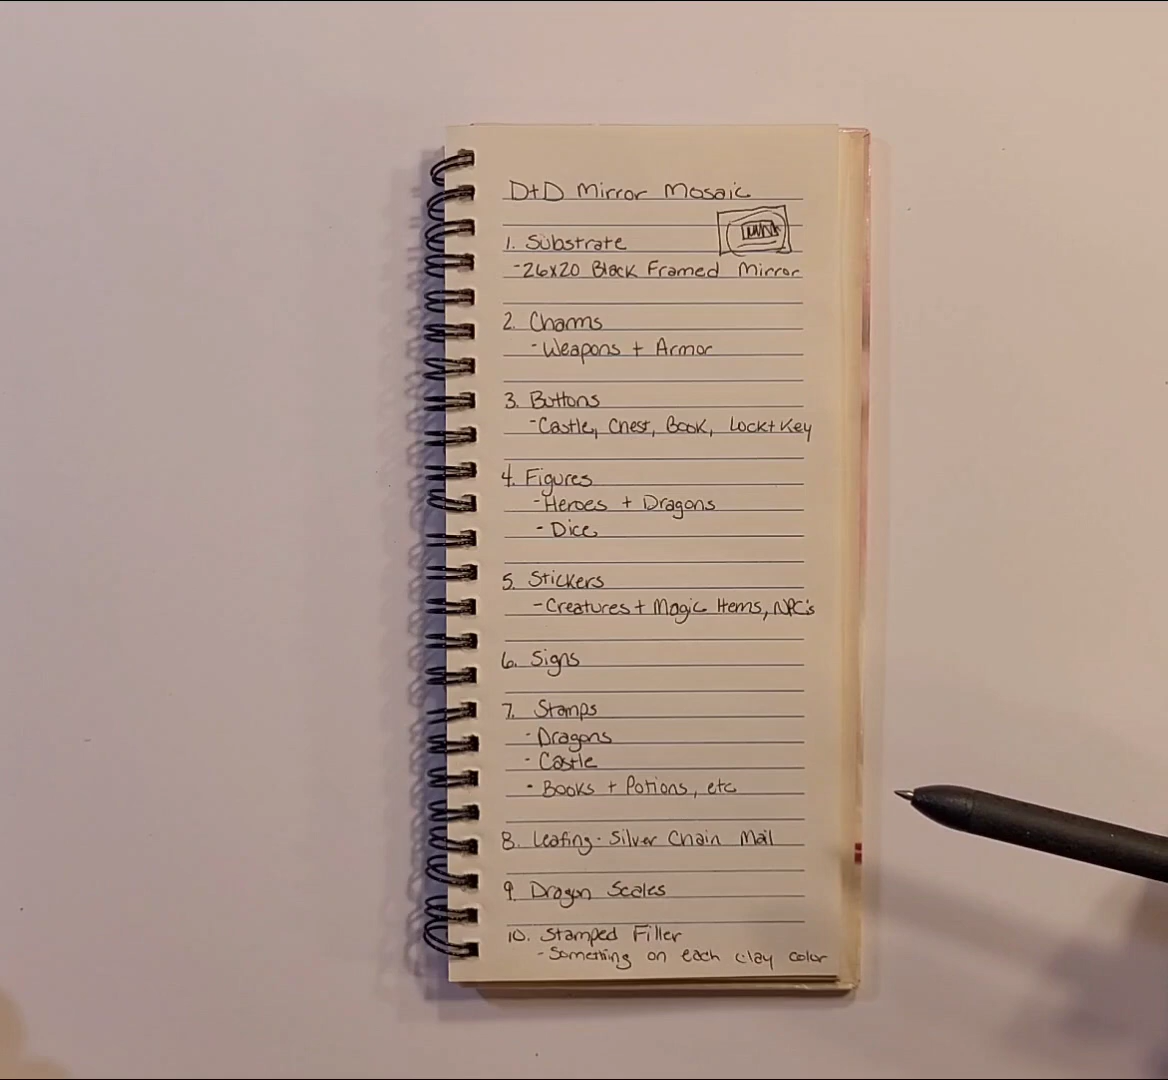 D+D Mirror Mosaic
1. Substrate
-26x20 Black Framed Mirror
2. Charms
- Weapons + Armor
3. Buttons
- Castle, Chest, Book, Lock+Key
4. Figures
- Heroes + Dragons
- Dice
5. Stickers
- Creatures + Magic Items, NPC's
6. Signs
7. Stamps
- Dragons
- Castle
- Books + Potions, etc
8. Leafing - Silver Chain Mail
9. Dragon Scales
10. Stamped Filler
- Something on each clay color